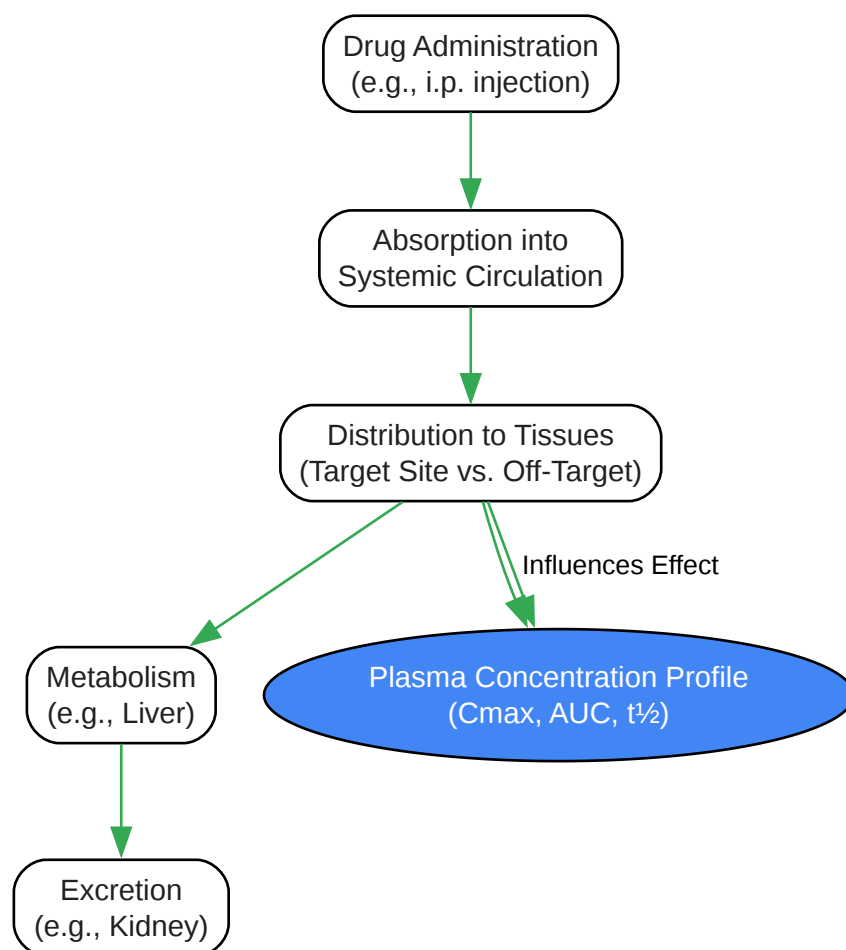 Drug Administration
(e.g., i.p. injection)
Absorption into
Systemic Circulation
Distribution to Tissues
(Target Site vs. Off-Target)
Influences Effect
Metabolism
(e.g., Liver)
Plasma Concentration Profile
(Cmax, AUC, t½)
Excretion
(e.g., Kidney)